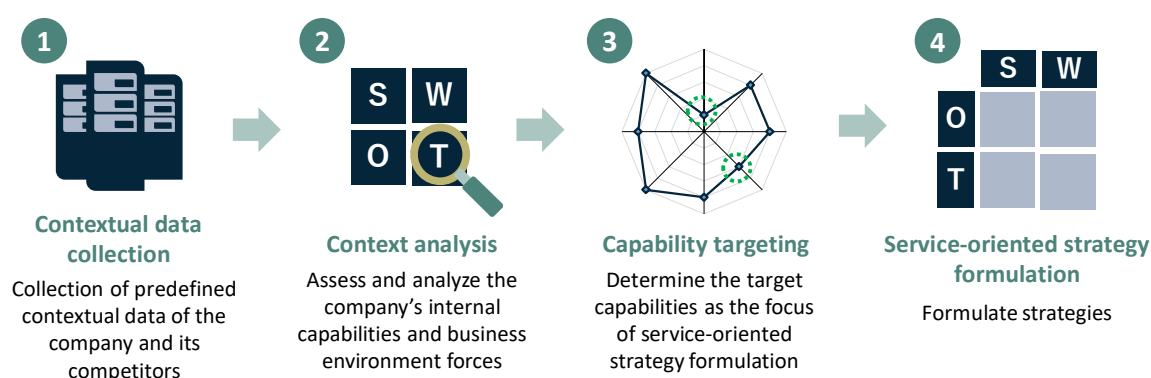 1
Contextual data
collection
Collection of predefined
contextual data of the
company and its
competitors
2
S W
O T
Context analysis
Assess and analyze the
company's internal
capabilities and business
environment forces
3
Capability targeting
Determine the target
capabilities as the focus
of service-oriented
strategy formulation
4
S W
O
T
Service-oriented strategy
formulation
Formulate strategies